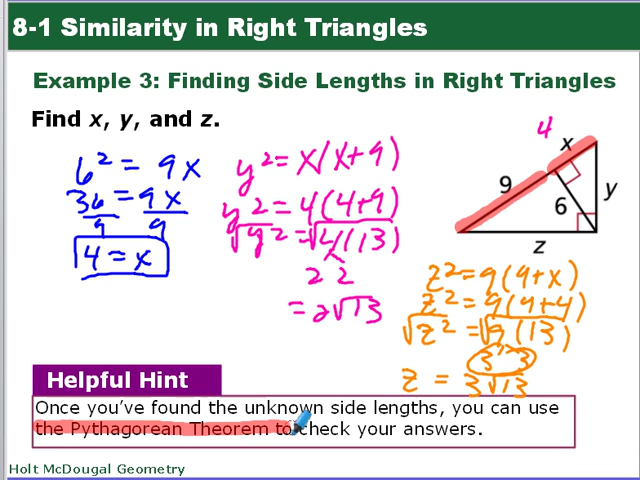 8-1 Similarity in Right Triangles
Example 3: Finding Side Lengths in Right Triangles
Find x, y, and z.
6² = 9x
36 = 9x
9 9
4 = x
y² = x(x+9)
y² = 4(4+9)
√y² = √4(13)
2 2
= 2√13
4
x
9
6
y
z
z² = 9(9+x)
z² = 9(9+4)
√z² = √9(13)
3·3
z = 3√13
Helpful Hint
Once you've found the unknown side lengths, you can use
the Pythagorean Theorem to check your answers.
Holt McDougal Geometry